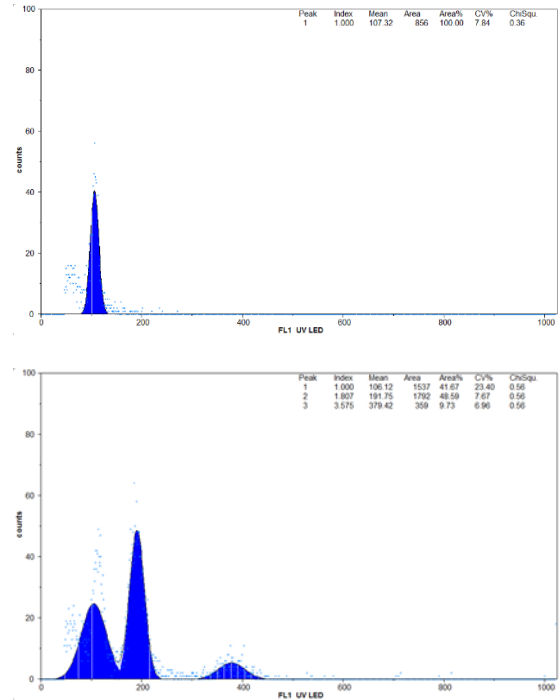 100
Peak Index Mean Area Area% CV% ChiSqu.
1 1.000 107.32 856 100.00 7.84 0.36
80
60
counts
40
20
0
0 200 400 600 800 1000
FL1 UV LED
100
Peak Index Mean Area Area% CV% ChiSqu.
1 1.000 106.12 1537 41.67 23.40 0.56
2 1.807 191.75 1792 48.59 7.67 0.56
3 3.575 379.42 359 9.73 6.96 0.56
80
60
counts
40
20
0
0 200 400 600 800 1000
FL1 UV LED